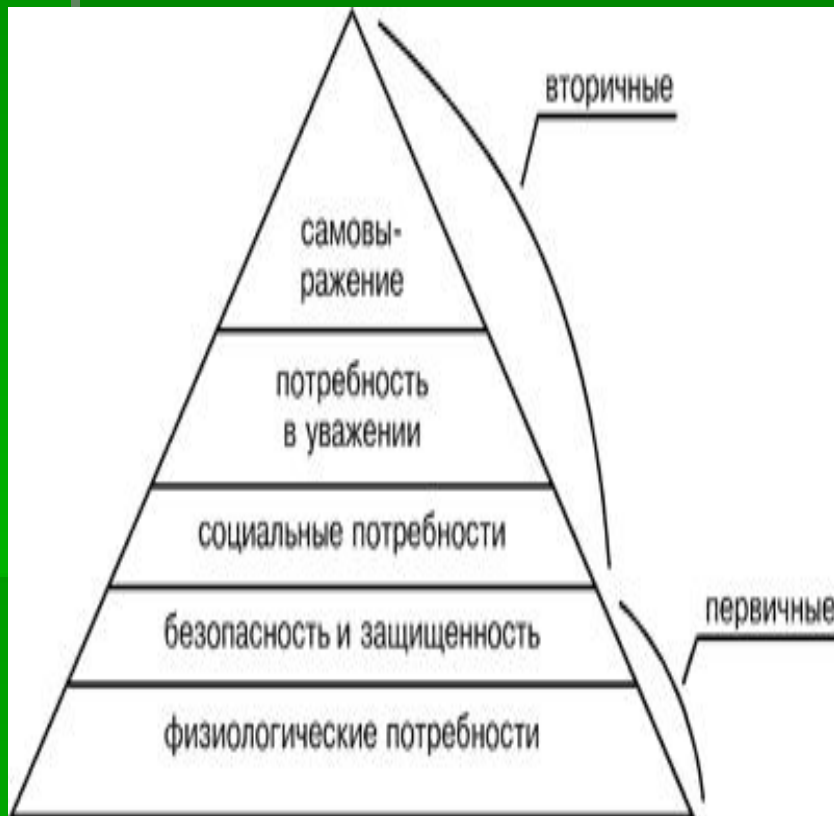 вторичные
самовы-
ражение
потребность
в уважении
социальные потребности
безопасность и защищенность
первичные
физиологические потребности